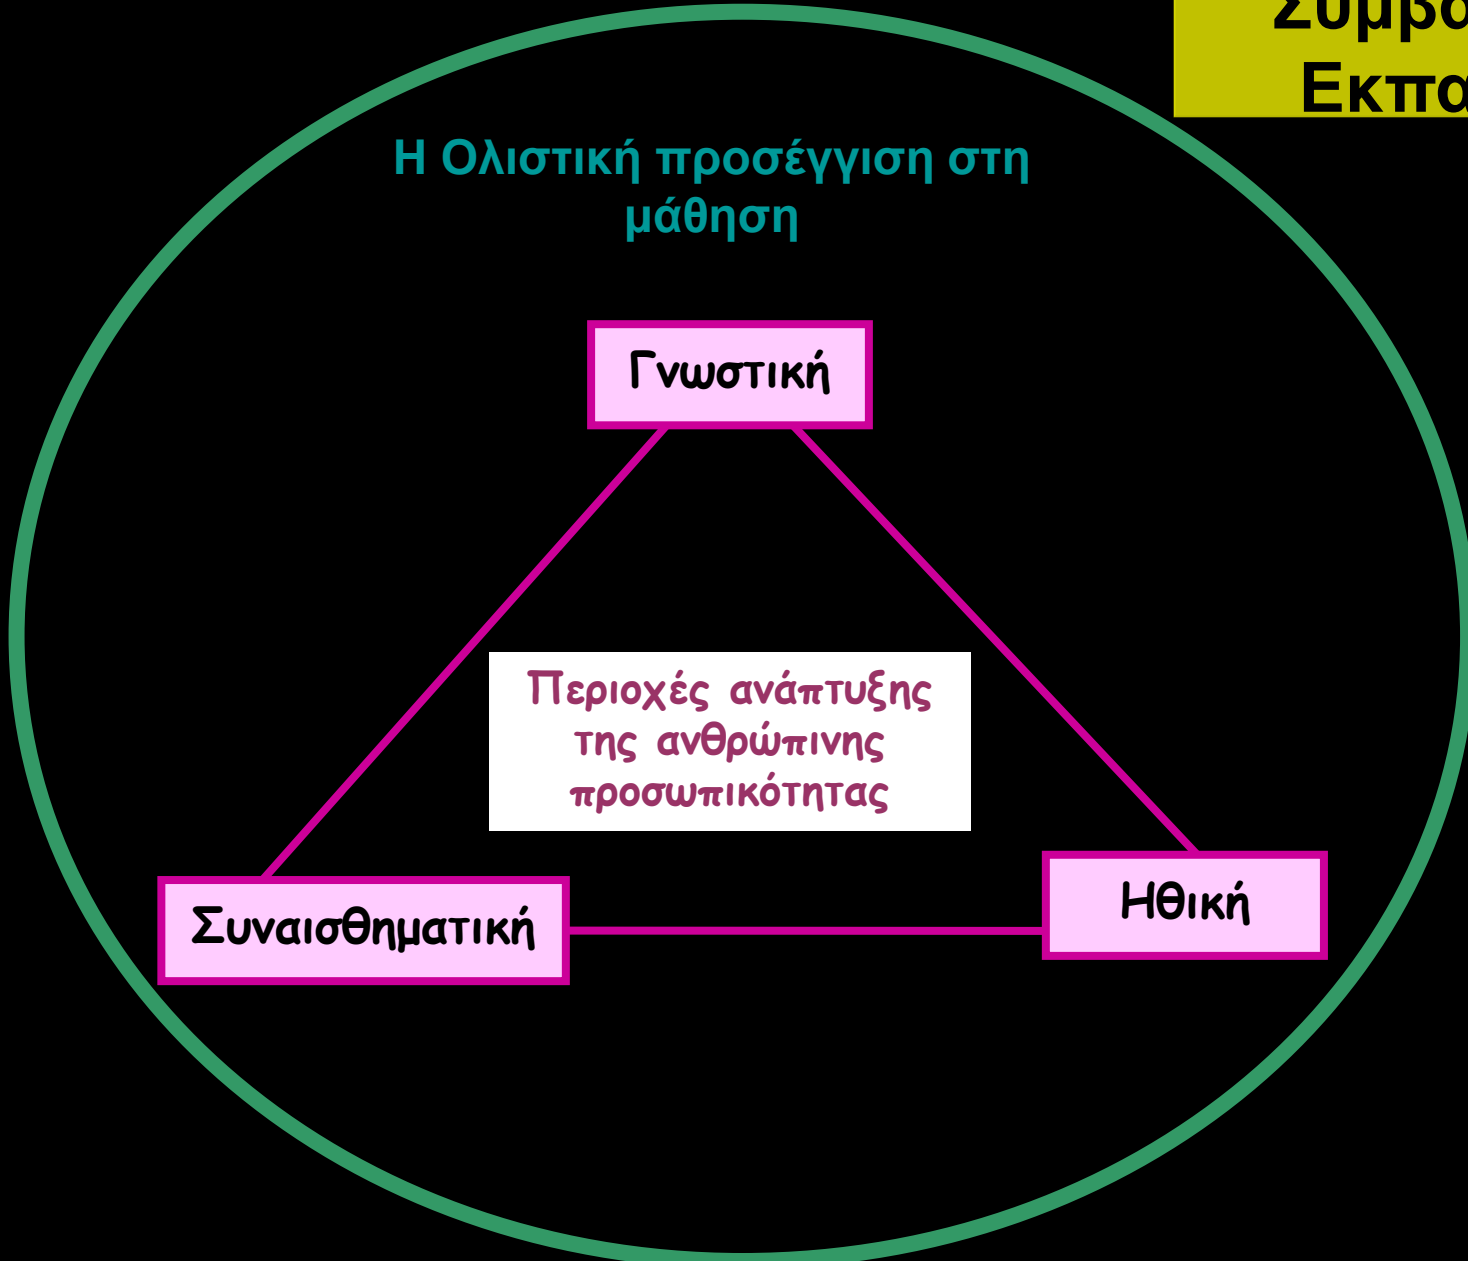 Η Ολιστική προσέγγιση στη
μάθηση
Γνωστική
Περιοχές ανάπτυξης
της ανθρώπινης
προσωπικότητας
Συναισθηματική
Ηθική